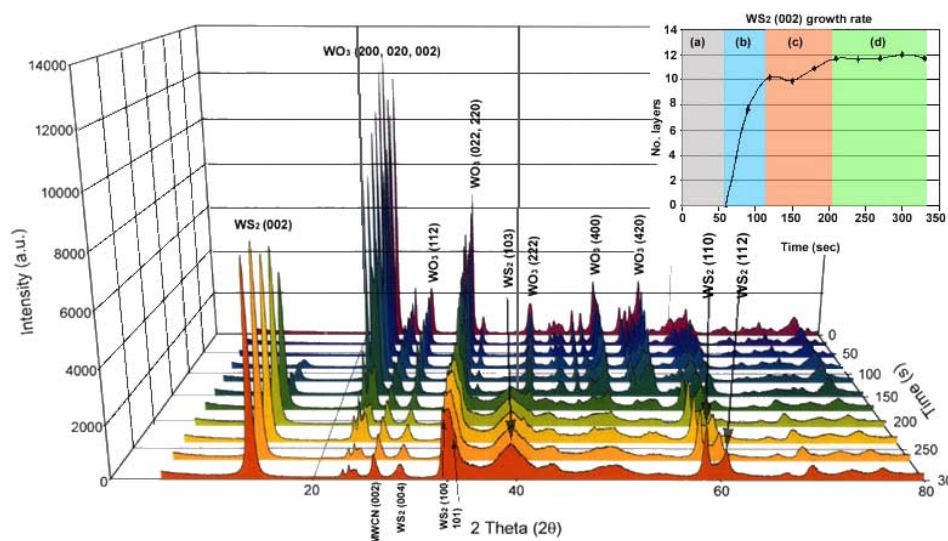 WS₂ (002) growth rate
14
12
10
8
6
4
2
0
No. layers
(a)
(b)
(c)
(d)
0 50 100 150 200 250 300 350
Time (sec)
14000
12000
10000
8000
6000
4000
2000
0
Intensity (a.u.)
WO₃ (200, 020, 002)
WO₃ (022, 220)
WS₂ (002)
WO₃ (112)
WS₂ (103)
WO₃ (222)
WO₃ (400)
WO₃ (420)
WS₂ (110)
WS₂ (112)
0
50
100
150
200
250
30
Time (s)
20
40
60
80
MWCN (002)
WS₂ (004)
WS₂ (100,
101)
2 Theta (2θ)